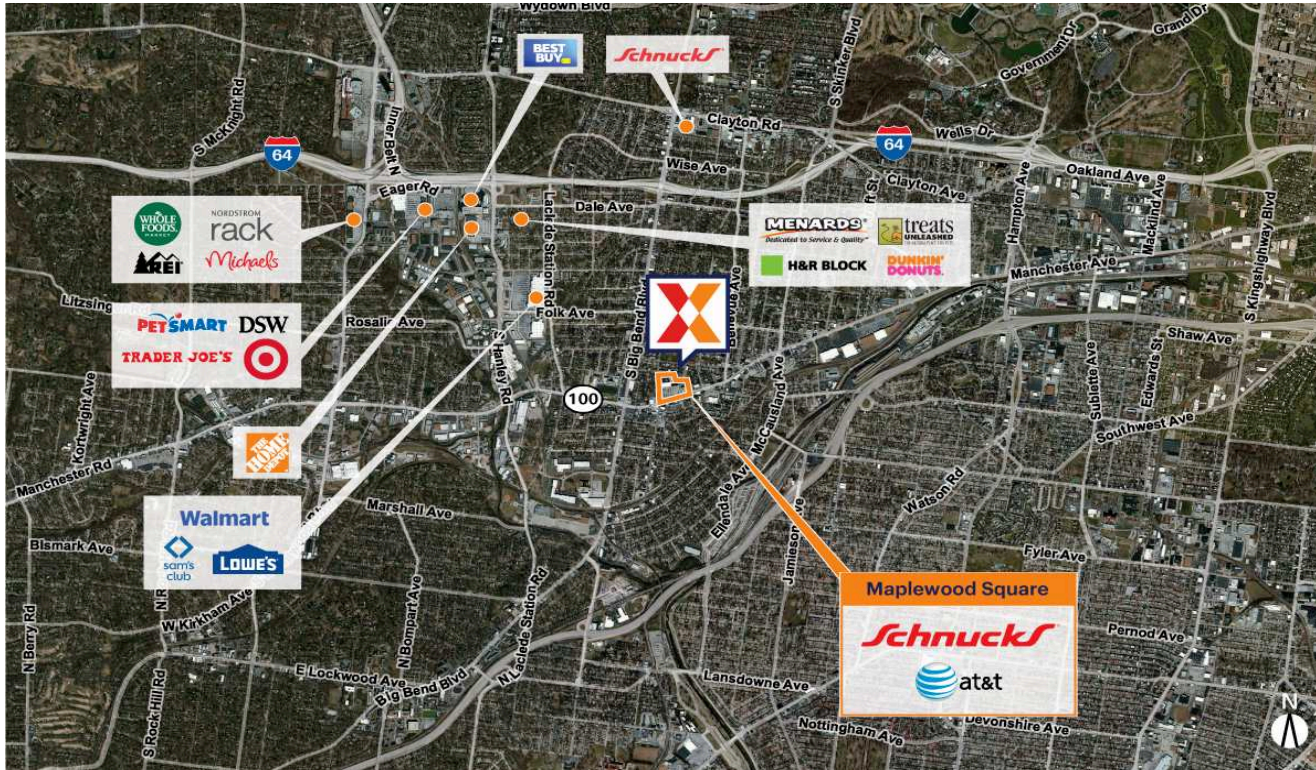 Wydown Blvd
Grand Dr
Government Dr
S Skinker Blvd
BEST
BUY
Schnucks
S McKnight Rd
Inner Belt N
Clayton Rd
64
64
Wells Dr
Wise Ave
Oakland Ave
Eager Rd
Clayton Ave
Hampton Ave
Mackind Ave
S Kingshighway Blvd
Laclede Station Rd
Dale Ave
ft St
WHOLE
FOODS
MARKET
NORDSTROM
rack
REI
Michaels
MENARDS®
Dedicated to Service & Quality™
treats
UNLEASHED
H&R BLOCK
DUNKIN'
DONUTS.
Manchester Ave
Litzsing
Folk Ave
S Big Bend Blvd
Bellevue Ave
PETSMART
DSW
TRADER JOE'S
Rosalie Ave
S Hanley Rd
Shaw Ave
Edwards St
Sublette Ave
100
Kortwright Ave
McCausland Ave
Southwest Ave
THE
HOME
DEPOT
Manchester Rd
Watson Rd
Ellendale Ave
Marshall Ave
Walmart
sam's
club
LOWE'S
Bismark Ave
Jamieson Ave
Fyler Ave
N R
W Kirkham Ave
N Berry Rd
N Bompart Ave
N Laclede Station Rd
Maplewood Square
Schnucks
at&t
Pernod Ave
E Lockwood Ave
Big Bend Blvd
Lansdowne Ave
S Rock Hill Rd
Nottingham Ave
Devonshire Ave
N